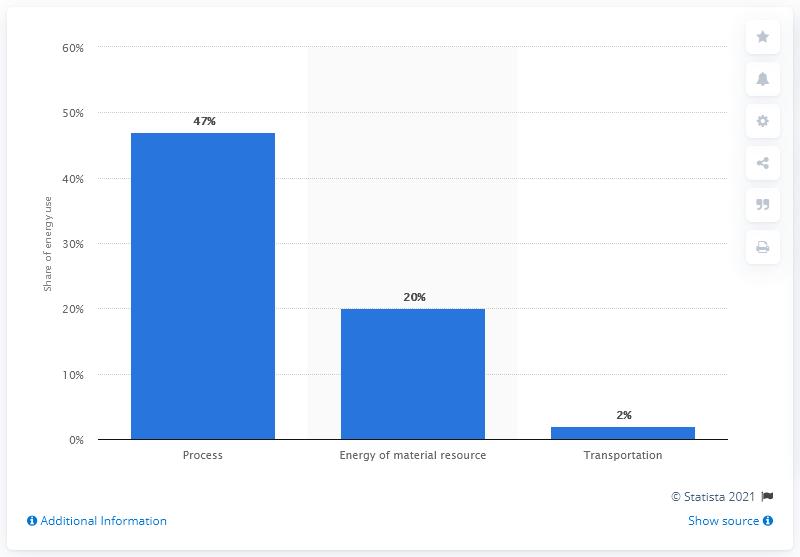 60%
50%
47%
40%
Share of energy use
30%
20%
20%
10%
2%
0%
Process
Energy of material resource
Transportation
© Statista 2021
Additional Information
Show source